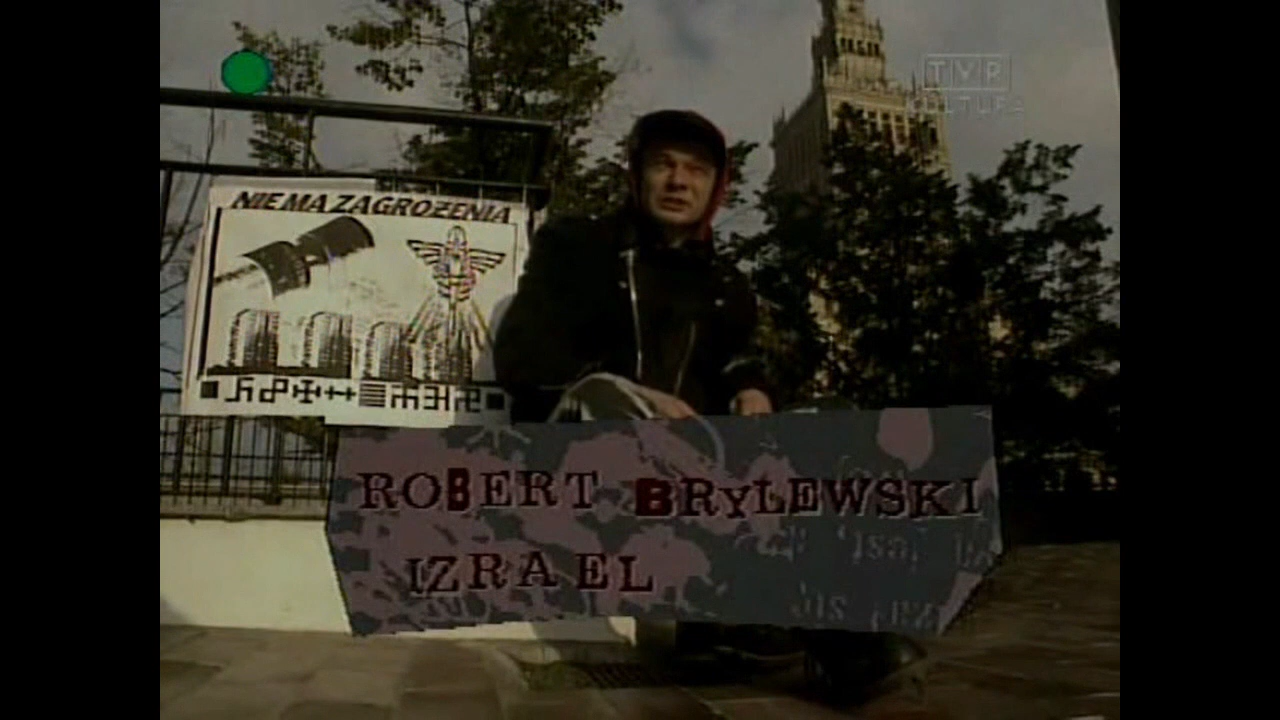 TVP
KULTURA
NIE MA ZAGROŻENIA
ROBERT BRYLEWSKI
IZRAEL